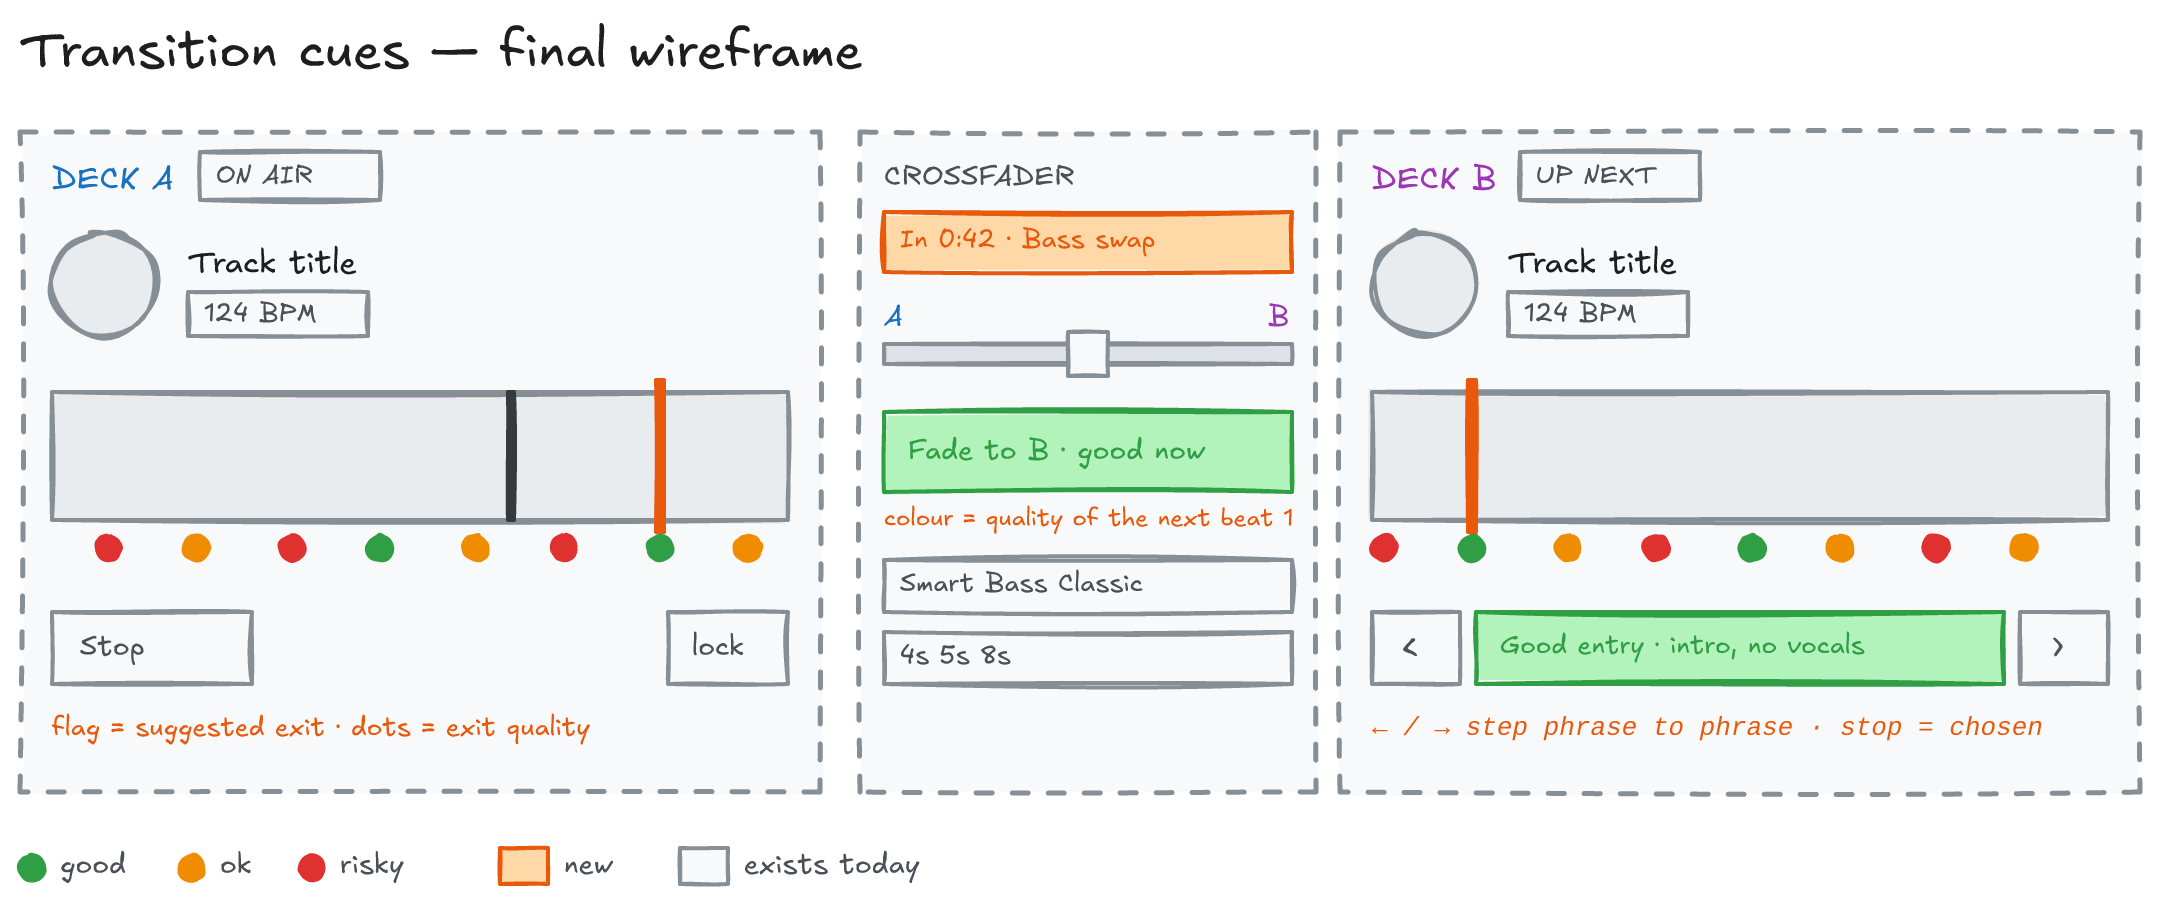 Transition cues — final wireframe
DECK A
ON AIR
Track title
124 BPM
Stop
lock
flag = suggested exit · dots = exit quality
CROSSFADER
In 0:42 · Bass swap
A
B
Fade to B · good now
colour = quality of the next beat 1
Smart Bass Classic
4s 5s 8s
DECK B
UP NEXT
Track title
124 BPM
<
Good entry · intro, no vocals
>
← / → step phrase to phrase · stop = chosen
good
ok
risky
new
exists today